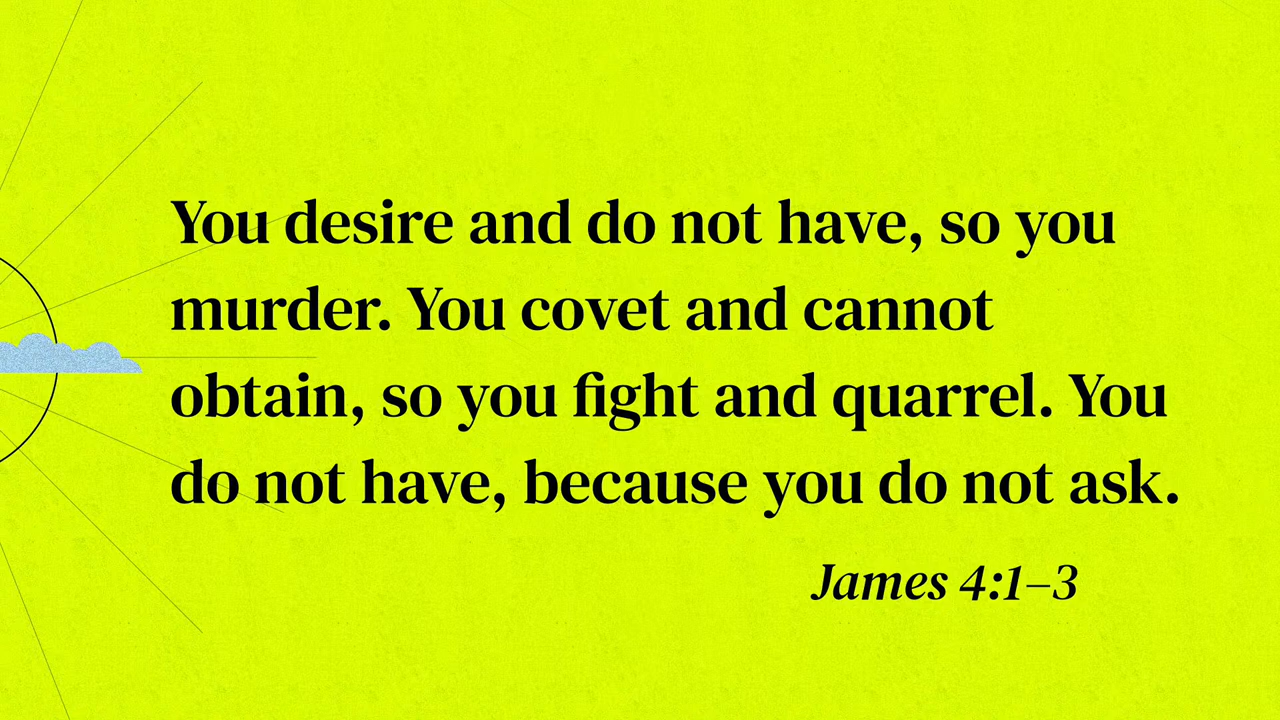 You desire and do not have, so you
murder. You covet and cannot
obtain, so you fight and quarrel. You
do not have, because you do not ask.
James 4:1–3